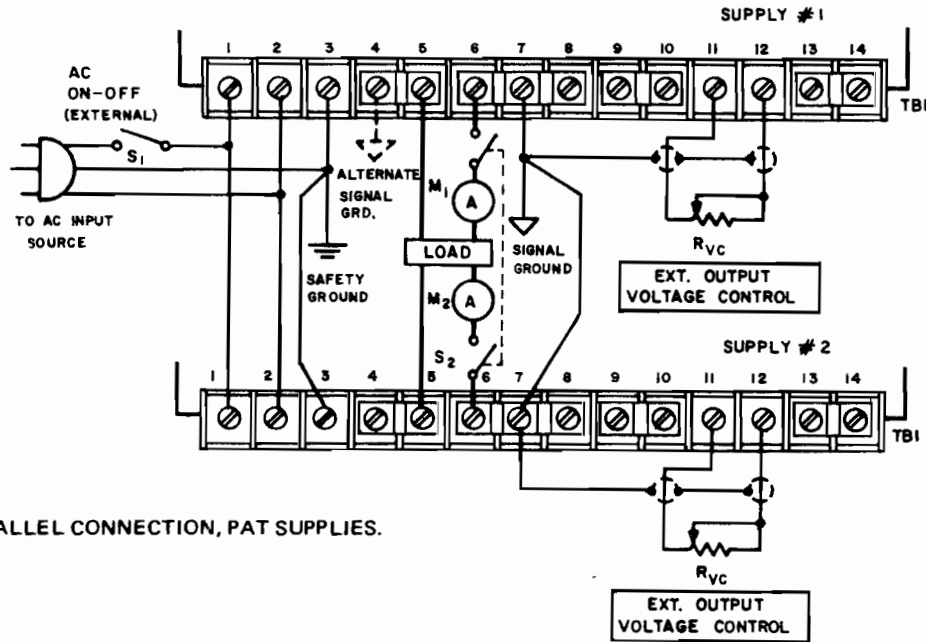 SUPPLY #1
1 2 3 4 5 6 7 8 9 10 11 12 13 14
AC
ON-OFF
(EXTERNAL)
S1
TO AC INPUT
SOURCE
ALTERNATE
SIGNAL
GRD.
SAFETY
GROUND
M1
A
LOAD
M2
A
S2
SIGNAL
GROUND
RVC
EXT. OUTPUT
VOLTAGE CONTROL
SUPPLY #2
1 2 3 4 5 6 7 8 9 10 11 12 13 14
TB1
RVC
EXT. OUTPUT
VOLTAGE CONTROL
ALLEL CONNECTION, PAT SUPPLIES.